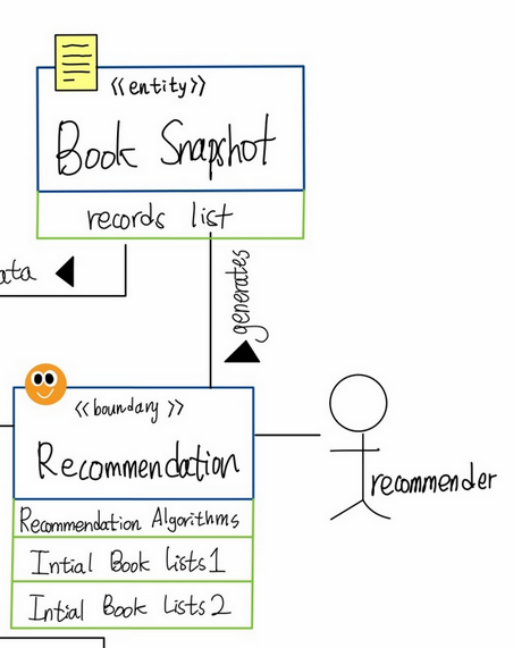 <<entity>>
Book Snapshot
records list
ata
generates
<<boundary>>
Recommendation
recommender
Recommendation Algorithms
Intial Book Lists1
Intial Book Lists2